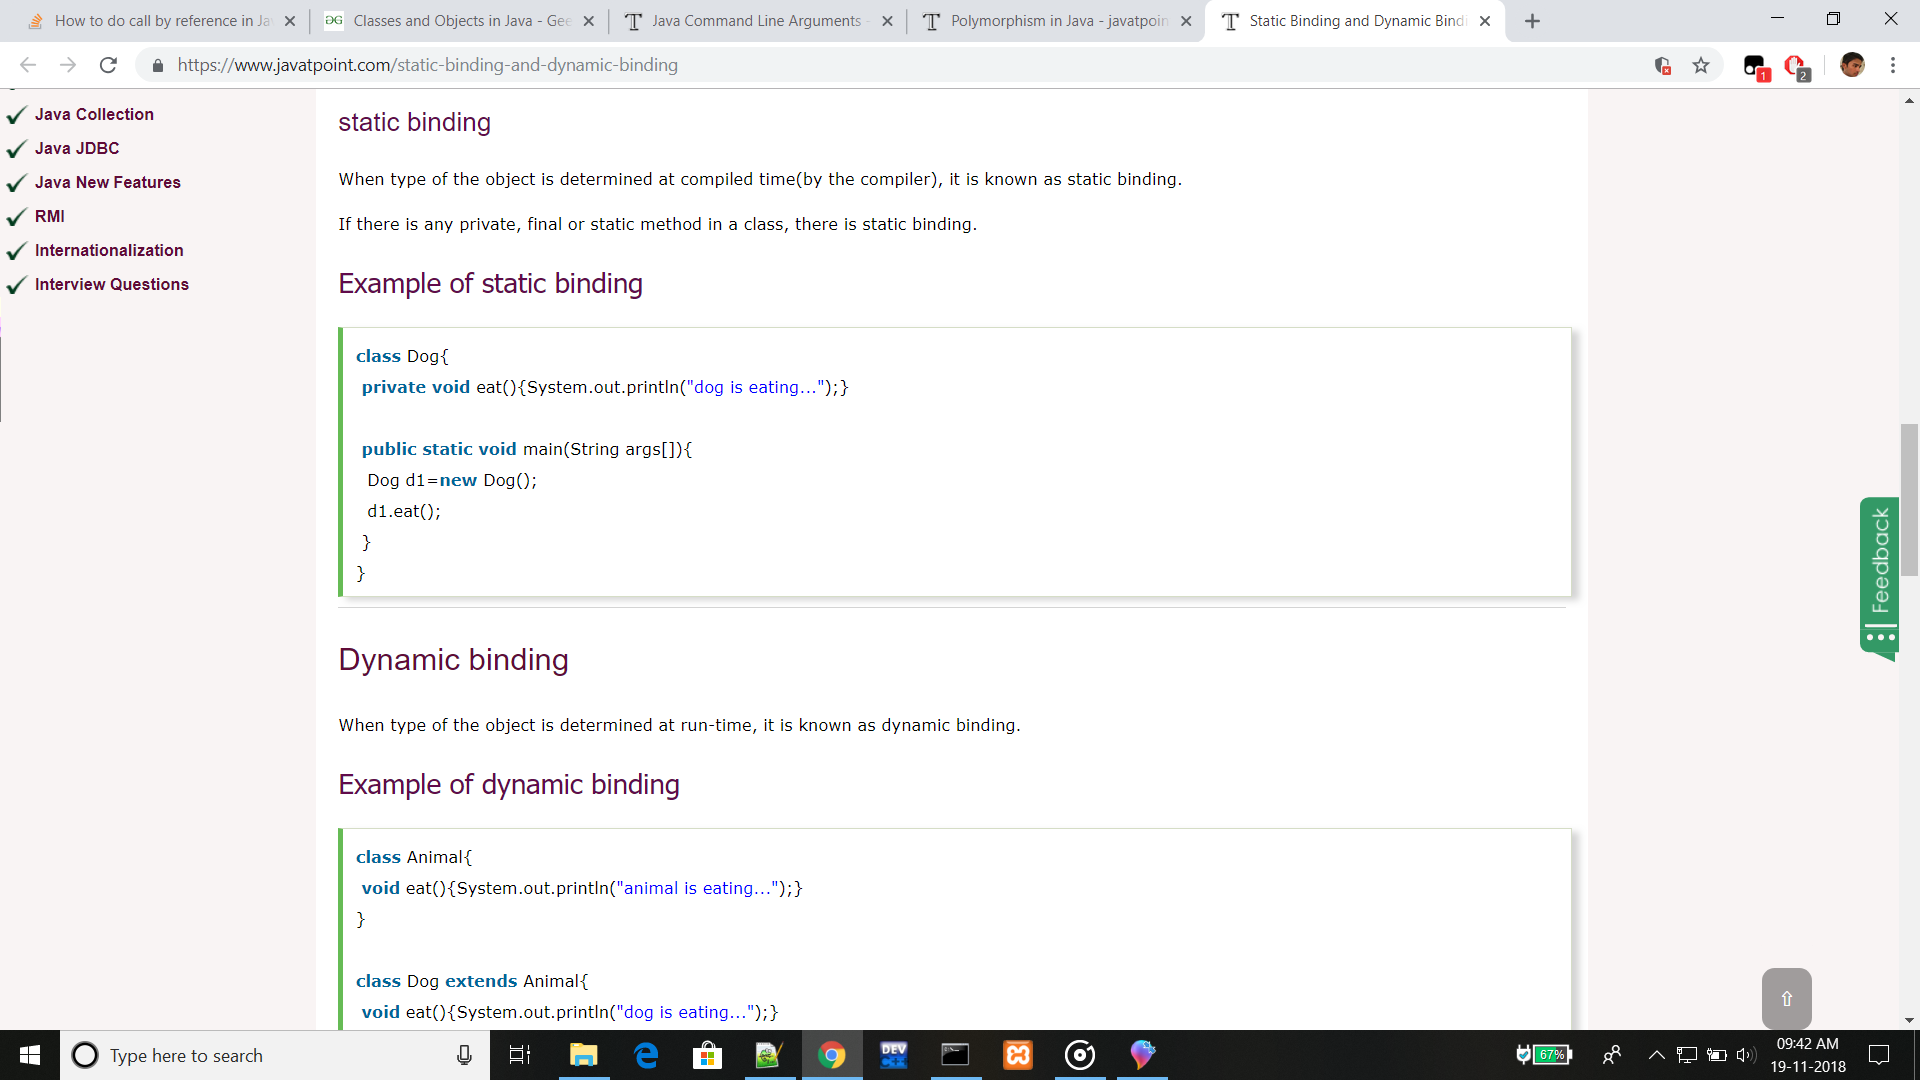 How to do call by reference in Ja
Classes and Objects in Java - Gee
Java Command Line Arguments -
Polymorphism in Java - javatpoin
Static Binding and Dynamic Bindi
https://www.javatpoint.com/static-binding-and-dynamic-binding
1
2
Java Collection
Java JDBC
Java New Features
RMI
Internationalization
Interview Questions
static binding
When type of the object is determined at compiled time(by the compiler), it is known as static binding.
If there is any private, final or static method in a class, there is static binding.
Example of static binding
class Dog{
private void eat(){System.out.println("dog is eating...");}
public static void main(String args[]){
Dog d1=new Dog();
d1.eat();
}
}
Dynamic binding
When type of the object is determined at run-time, it is known as dynamic binding.
Example of dynamic binding
class Animal{
void eat(){System.out.println("animal is eating...");}
}
class Dog extends Animal{
void eat(){System.out.println("dog is eating...");}
Feedback
Type here to search
DEV
67%
09:42 AM
19-11-2018